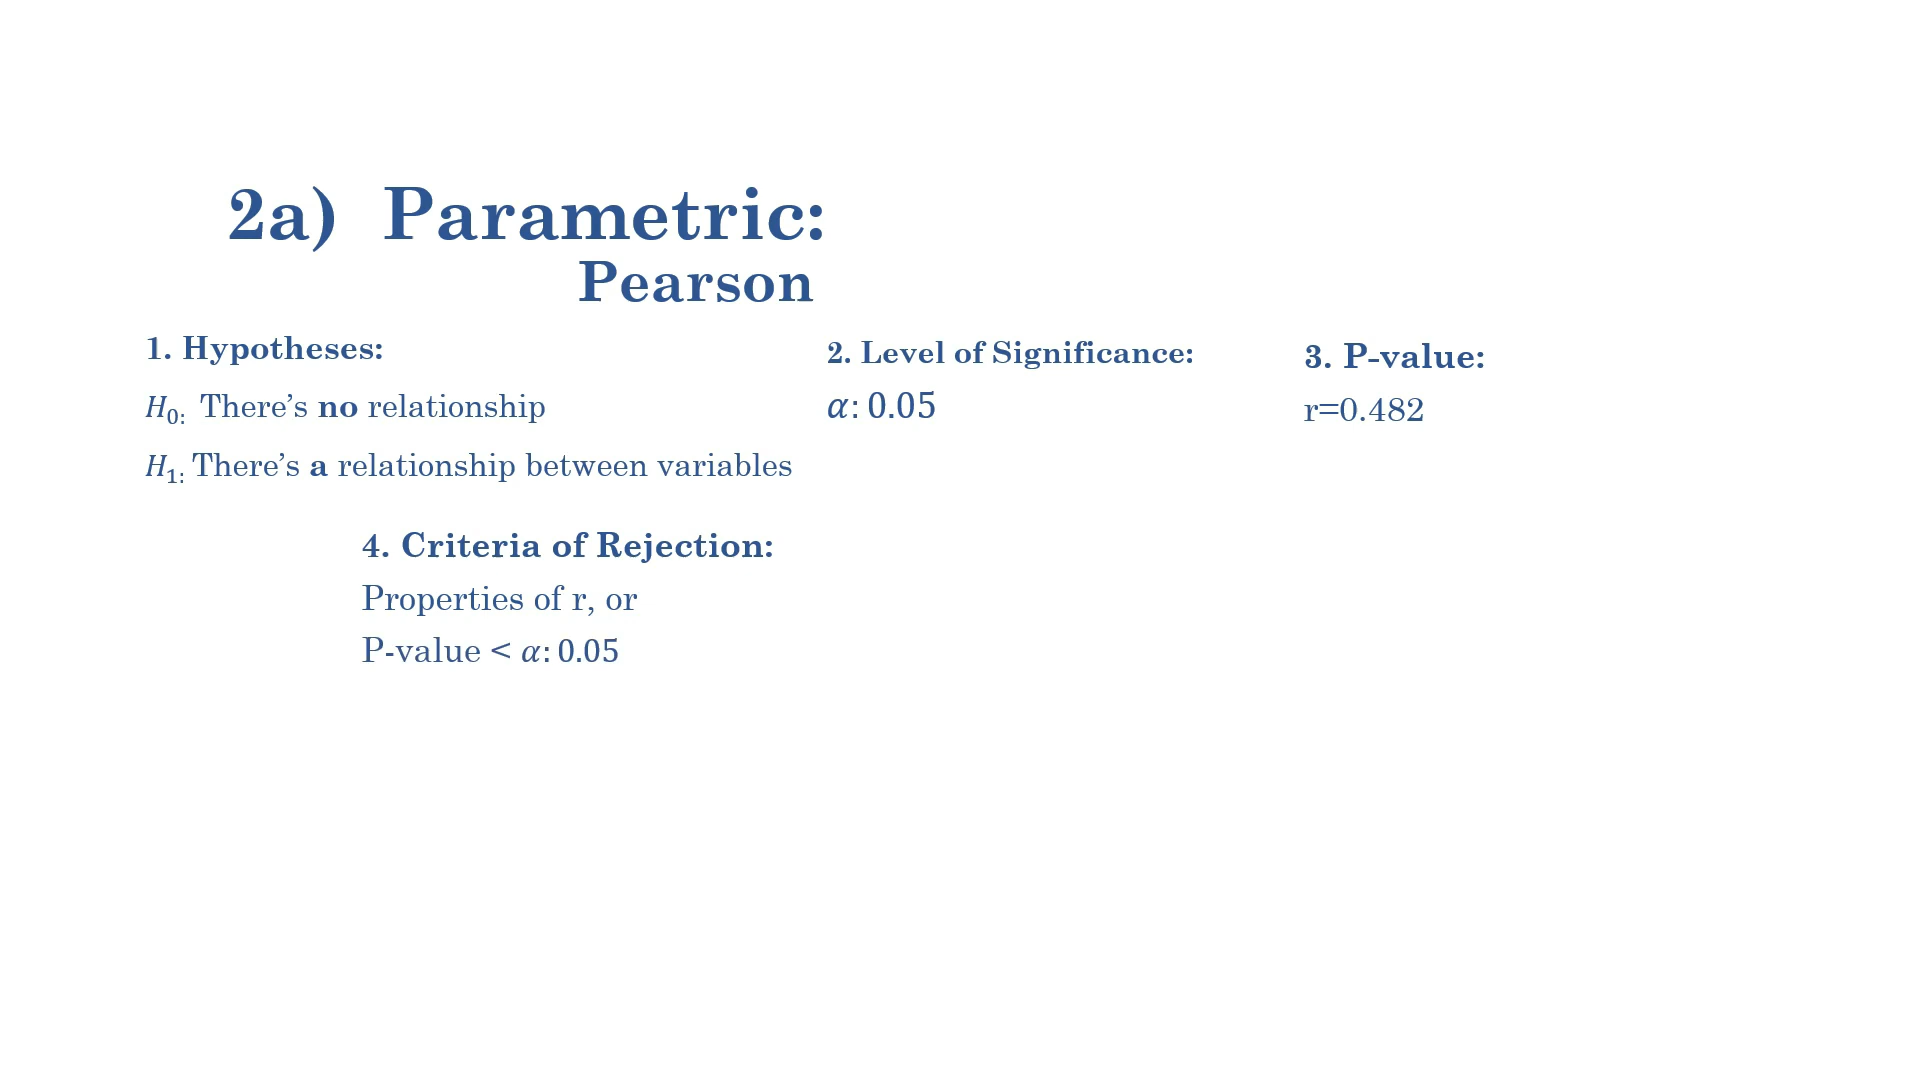 2a) Parametric:
Pearson
1. Hypotheses:
𝐻0: There’s no relationship
𝐻1: There’s a relationship between variables
2. Level of Significance:
𝛼: 0.05
3. P-value:
r=0.482
4. Criteria of Rejection:
Properties of r, or
P-value < 𝛼: 0.05